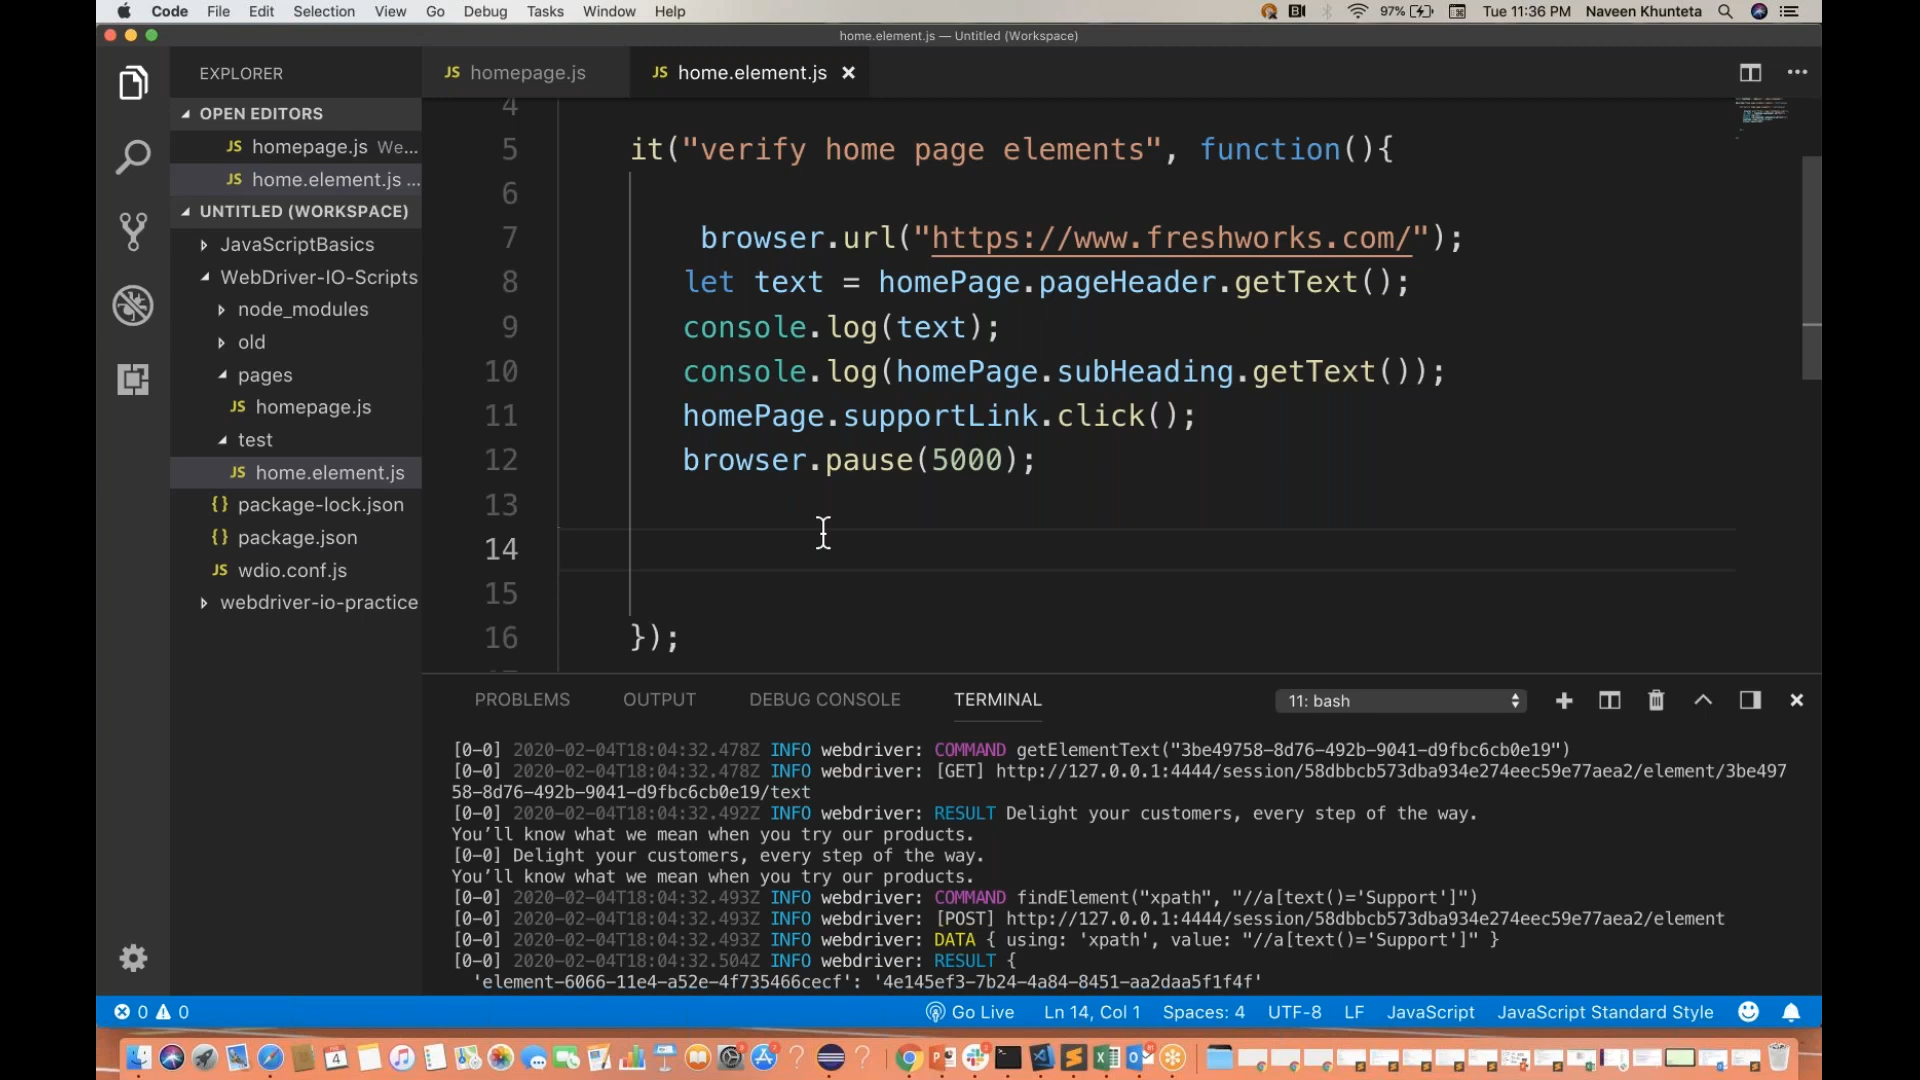 Code File Edit Selection View Go Debug Tasks Window Help 97% Tue 11:36 PM Naveen Khunteta
home.element.js — Untitled (Workspace)
EXPLORER
JS homepage.js
JS home.element.js
OPEN EDITORS
JS homepage.js We...
JS home.element.js ...
UNTITLED (WORKSPACE)
JavaScriptBasics
WebDriver-IO-Scripts
node_modules
old
pages
JS homepage.js
test
JS home.element.js
{} package-lock.json
{} package.json
JS wdio.conf.js
webdriver-io-practice
4
5 it("verify home page elements", function(){
6
7 browser.url("https://www.freshworks.com/");
8 let text = homePage.pageHeader.getText();
9 console.log(text);
10 console.log(homePage.subHeading.getText());
11 homePage.supportLink.click();
12 browser.pause(5000);
13
14
15
16 });
PROBLEMS OUTPUT DEBUG CONSOLE TERMINAL 11: bash
[0-0] 2020-02-04T18:04:32.478Z INFO webdriver: COMMAND getElementText("3be49758-8d76-492b-9041-d9fbc6cb0e19")
[0-0] 2020-02-04T18:04:32.478Z INFO webdriver: [GET] http://127.0.0.1:4444/session/58dbbcb573dba934e274eec59e77aea2/element/3be497
58-8d76-492b-9041-d9fbc6cb0e19/text
[0-0] 2020-02-04T18:04:32.492Z INFO webdriver: RESULT Delight your customers, every step of the way.
You’ll know what we mean when you try our products.
[0-0] Delight your customers, every step of the way.
You’ll know what we mean when you try our products.
[0-0] 2020-02-04T18:04:32.493Z INFO webdriver: COMMAND findElement("xpath", "//a[text()='Support']")
[0-0] 2020-02-04T18:04:32.493Z INFO webdriver: [POST] http://127.0.0.1:4444/session/58dbbcb573dba934e274eec59e77aea2/element
[0-0] 2020-02-04T18:04:32.493Z INFO webdriver: DATA { using: 'xpath', value: "//a[text()='Support']" }
[0-0] 2020-02-04T18:04:32.504Z INFO webdriver: RESULT {
'element-6066-11e4-a52e-4f735466cecf': '4e145ef3-7b24-4a84-8451-aa2daa5f1f4f'
0 0 Go Live Ln 14, Col 1 Spaces: 4 UTF-8 LF JavaScript JavaScript Standard Style